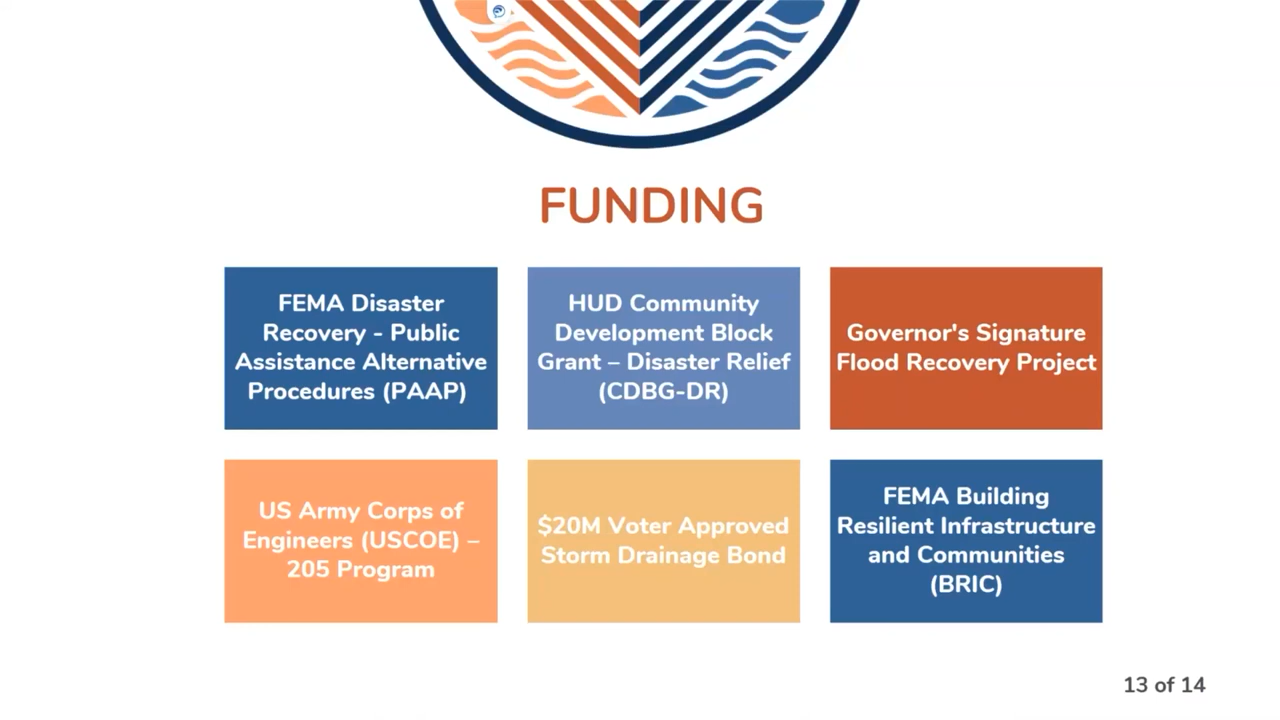 FUNDING
FEMA Disaster
Recovery - Public
Assistance Alternative
Procedures (PAAP)
HUD Community
Development Block
Grant – Disaster Relief
(CDBG-DR)
Governor's Signature
Flood Recovery Project
US Army Corps of
Engineers (USCOE) –
205 Program
$20M Voter Approved
Storm Drainage Bond
FEMA Building
Resilient Infrastructure
and Communities
(BRIC)
13 of 14